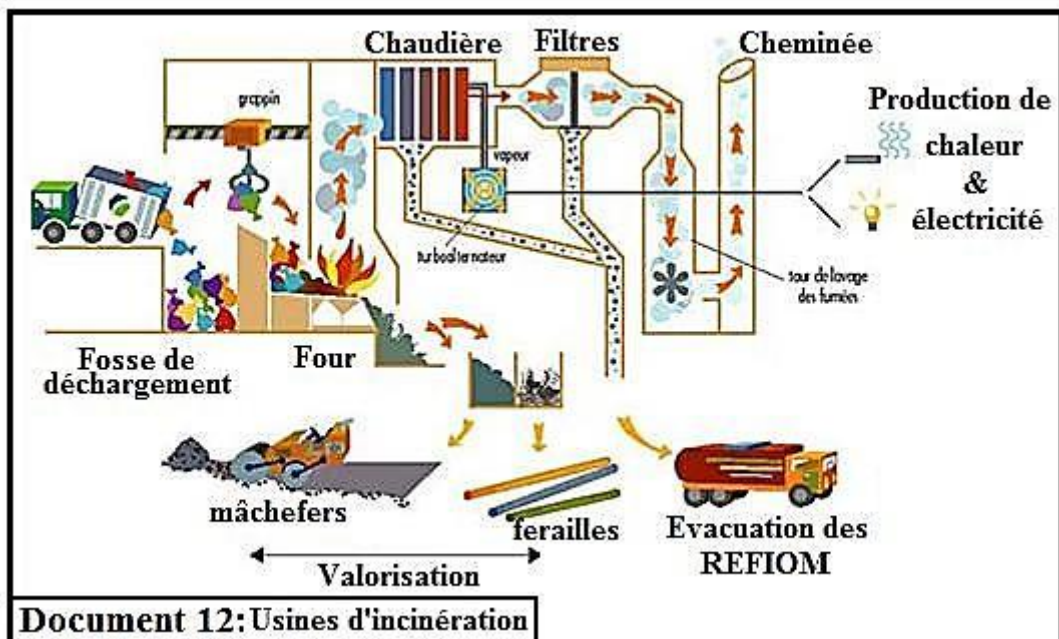 Chaudière
Filtres
Cheminée
grappin
Production de
chaleur
&
électricité
vapeur
turboalternateur
tour de lavage
des fumées
Fosse de
déchargement
Four
mâchefers
ferailles
Evacuation des
REFIOM
Valorisation
Document 12: Usines d'incinération